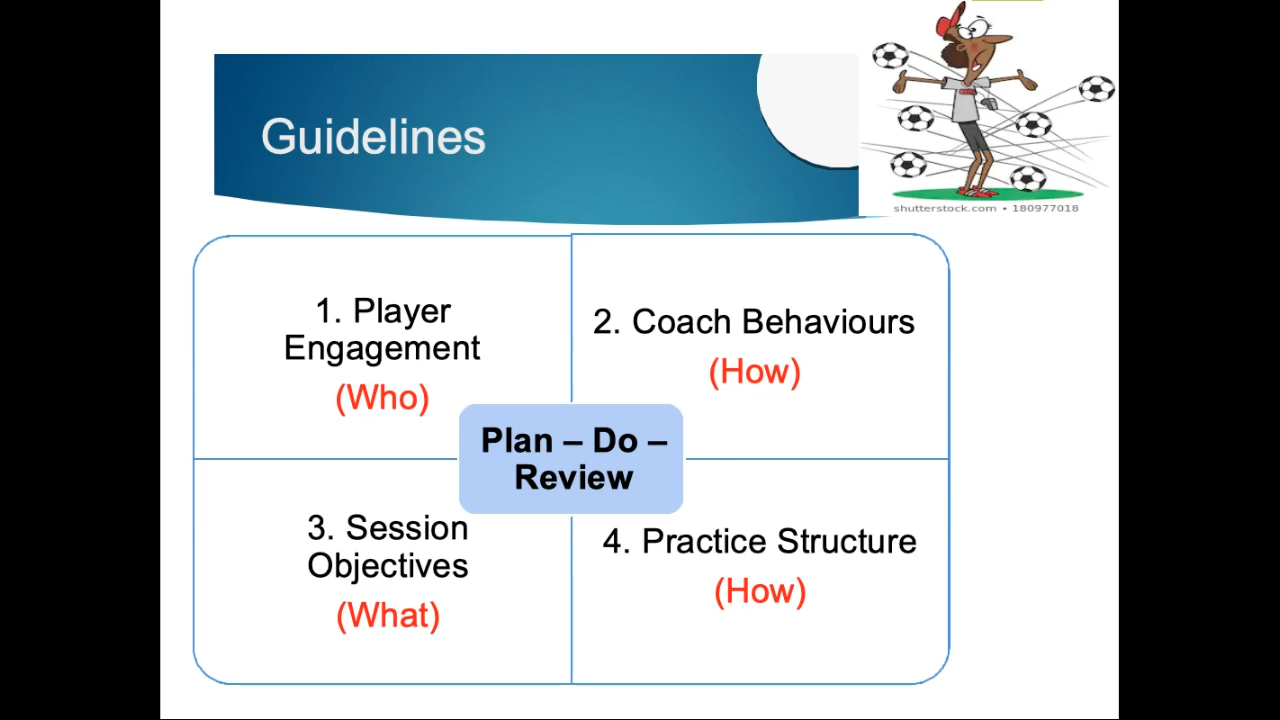 Guidelines
shutterstock.com • 180977018
1. Player
Engagement
(Who)
2. Coach Behaviours
(How)
Plan – Do –
Review
3. Session
Objectives
(What)
4. Practice Structure
(How)